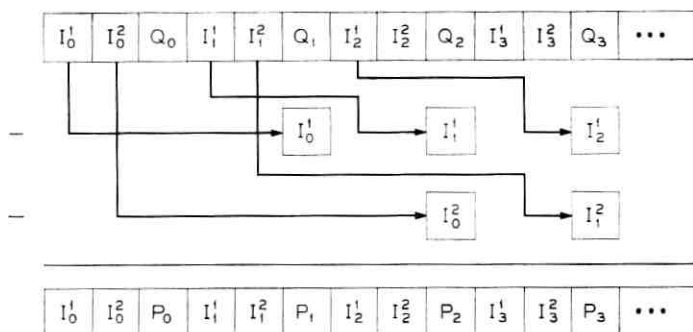 I₀¹ I₀² Q₀ I₁¹ I₁² Q₁ I₂¹ I₂² Q₂ I₃¹ I₃² Q₃ •••
I₀¹ I₁¹ I₂¹
I₀² I₁²
I₀¹ I₀² P₀ I₁¹ I₁² P₁ I₂¹ I₂² P₂ I₃¹ I₃² P₃ •••